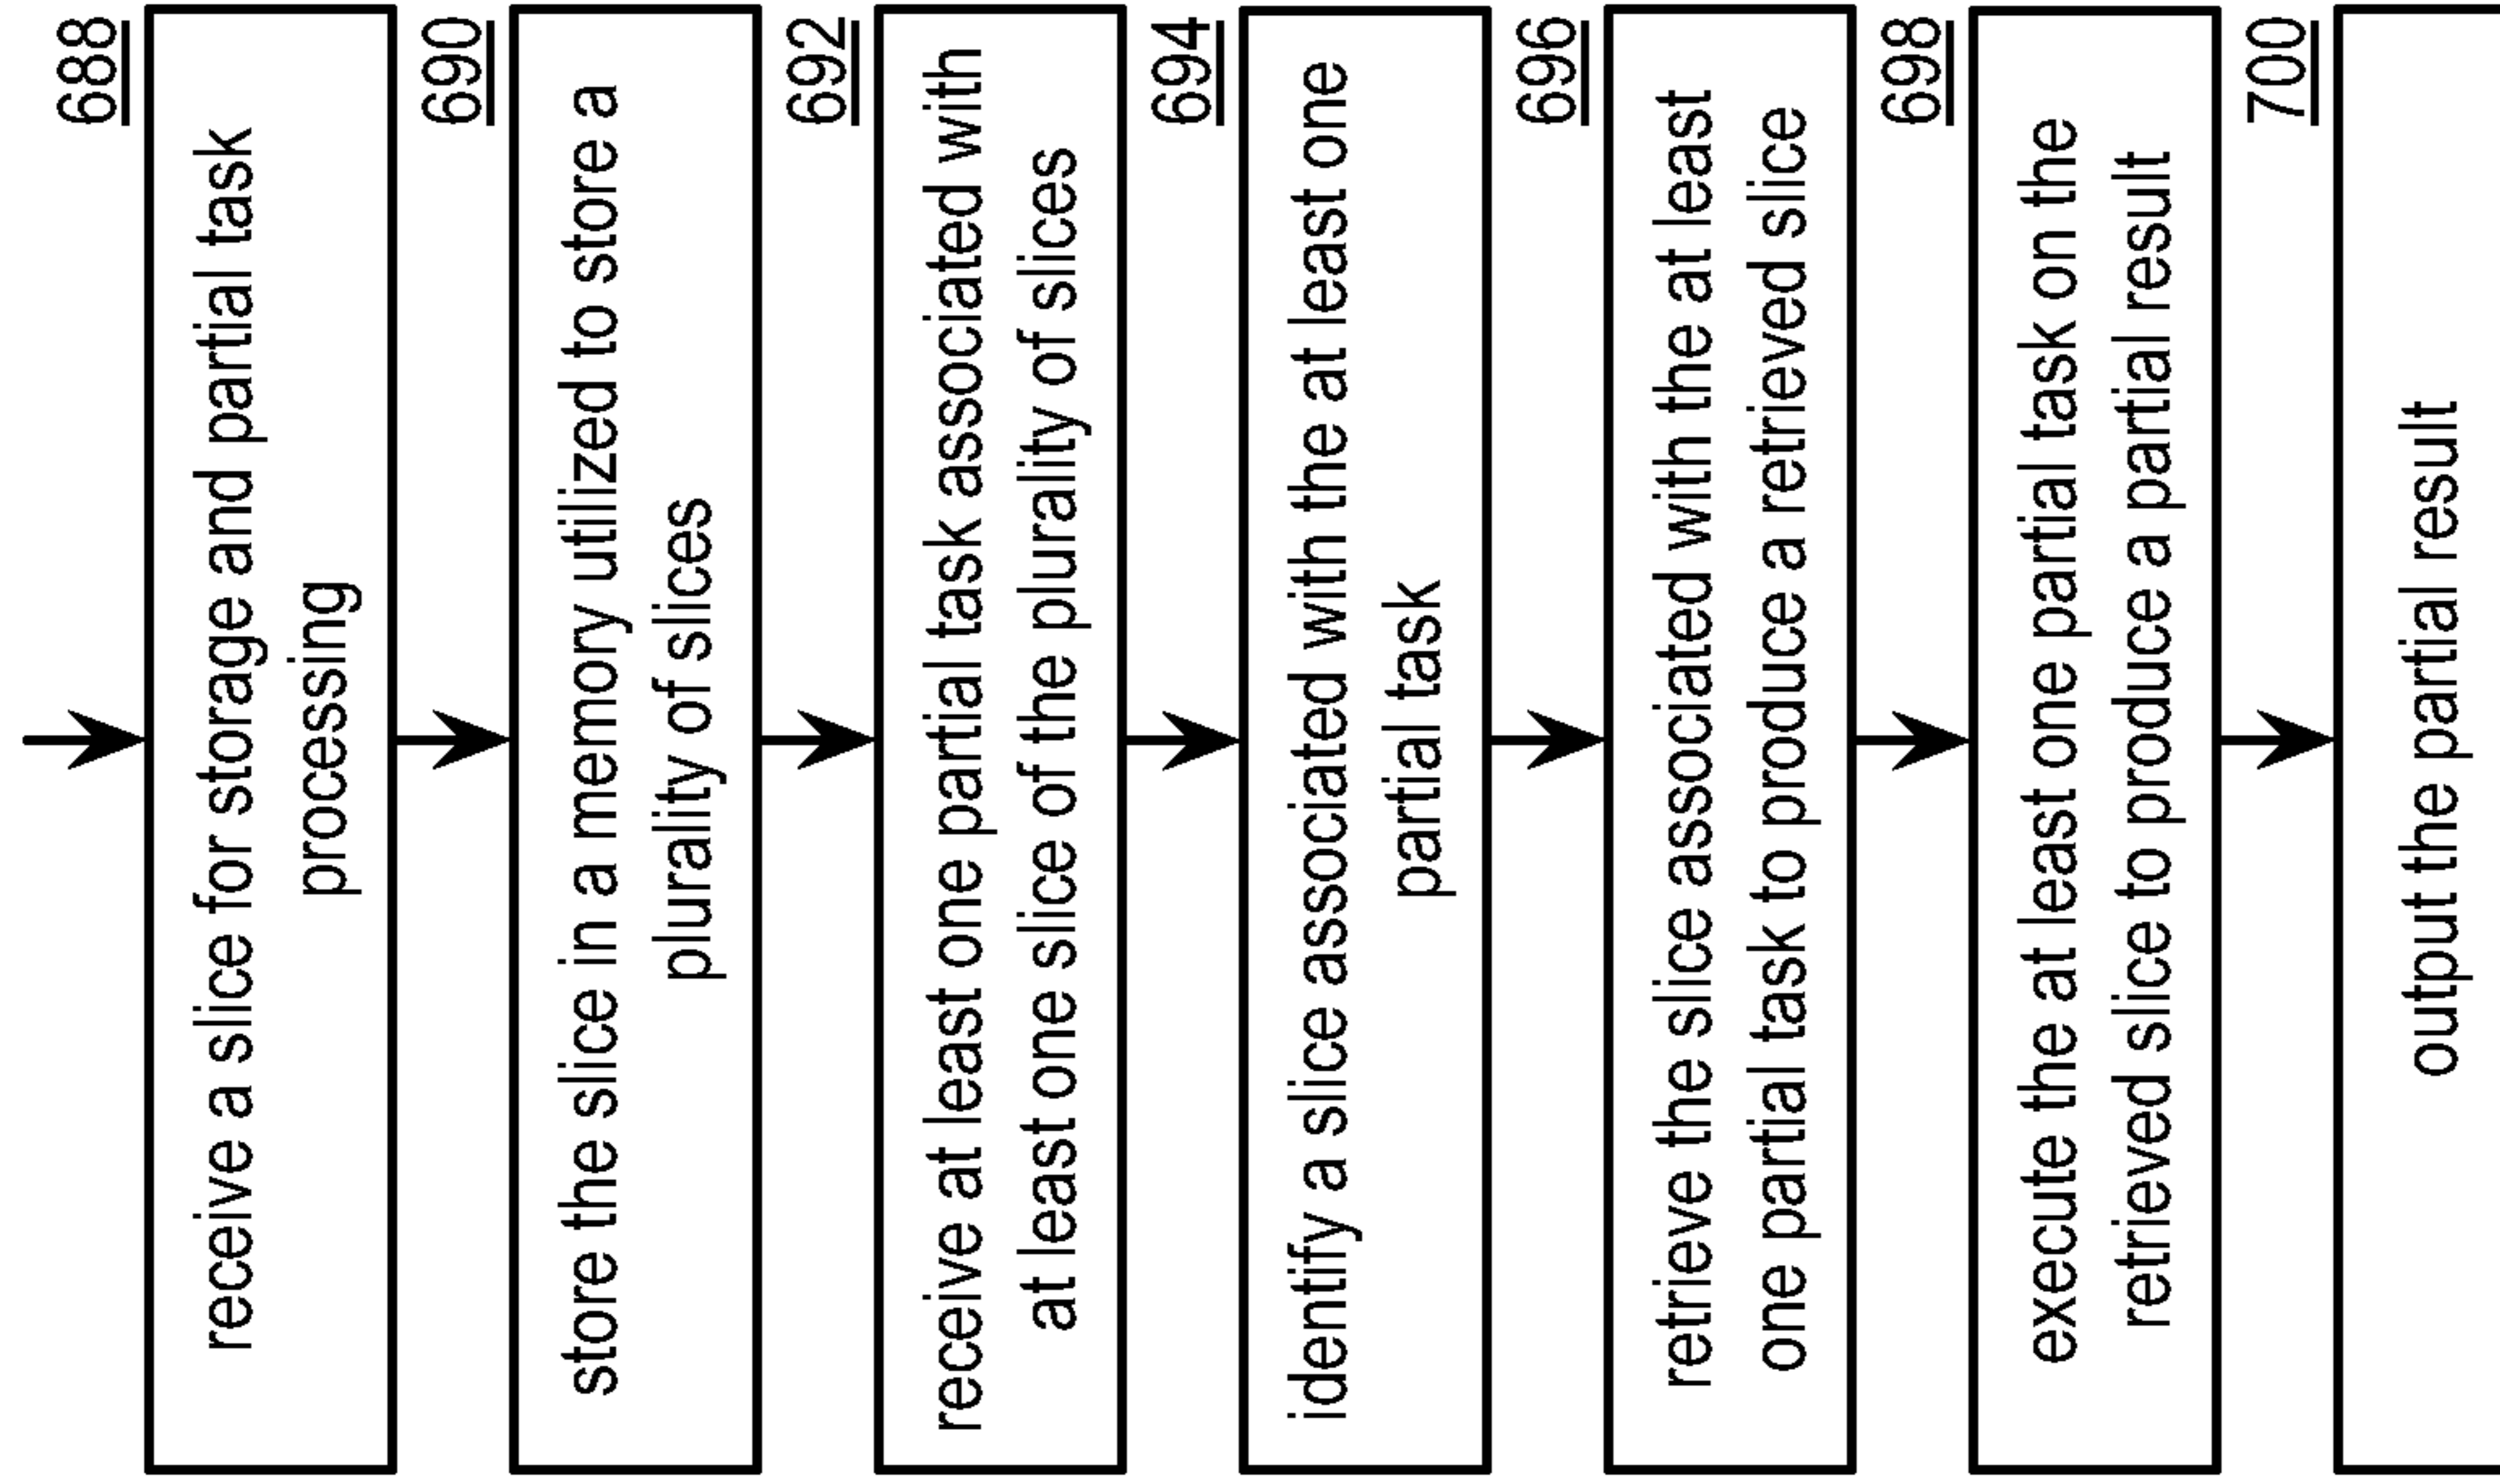 688
receive a slice for storage and partial task
processing
690
store the slice in a memory utilized to store a
plurality of slices
692
receive at least one partial task associated with
at least one slice of the plurality of slices
694
identify a slice associated with the at least one
partial task
696
retrieve the slice associated with the at least
one partial task to produce a retrieved slice
698
execute the at least one partial task on the
retrieved slice to produce a partial result
700
output the partial result